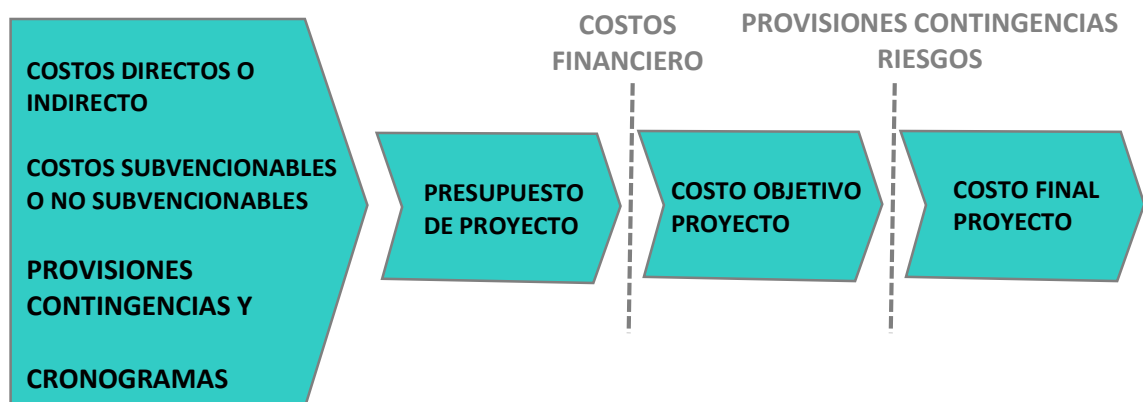 COSTOS
FINANCIERO
PROVISIONES CONTINGENCIAS
RIESGOS
COSTOS DIRECTOS O
INDIRECTO
COSTOS SUBVENCIONABLES
O NO SUBVENCIONABLES
PROVISIONES
CONTINGENCIAS Y
CRONOGRAMAS
PRESUPUESTO
DE PROYECTO
COSTO OBJETIVO
PROYECTO
COSTO FINAL
PROYECTO